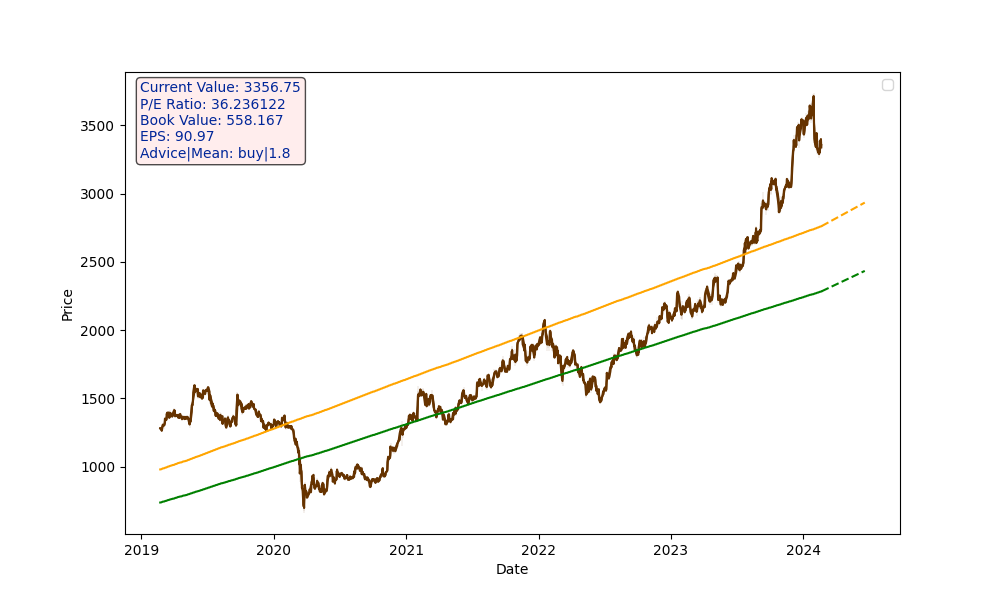 Current Value: 3356.75
P/E Ratio: 36.236122
Book Value: 558.167
EPS: 90.97
Advice|Mean: buy|1.8
3500
3000
2500
2000
1500
1000
Price
2019 2020 2021 2022 2023 2024
Date